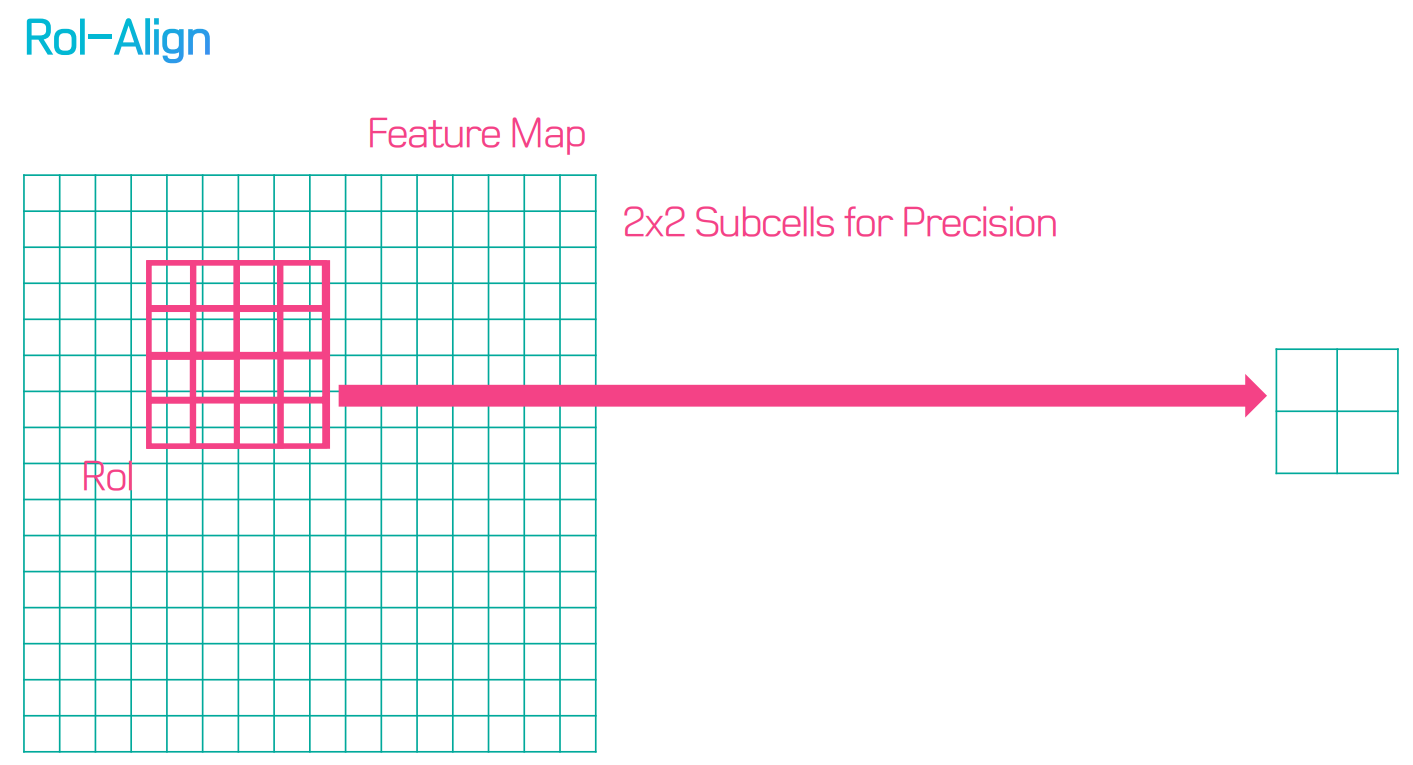 RoI-Align
Feature Map
2x2 Subcells for Precision
RoI